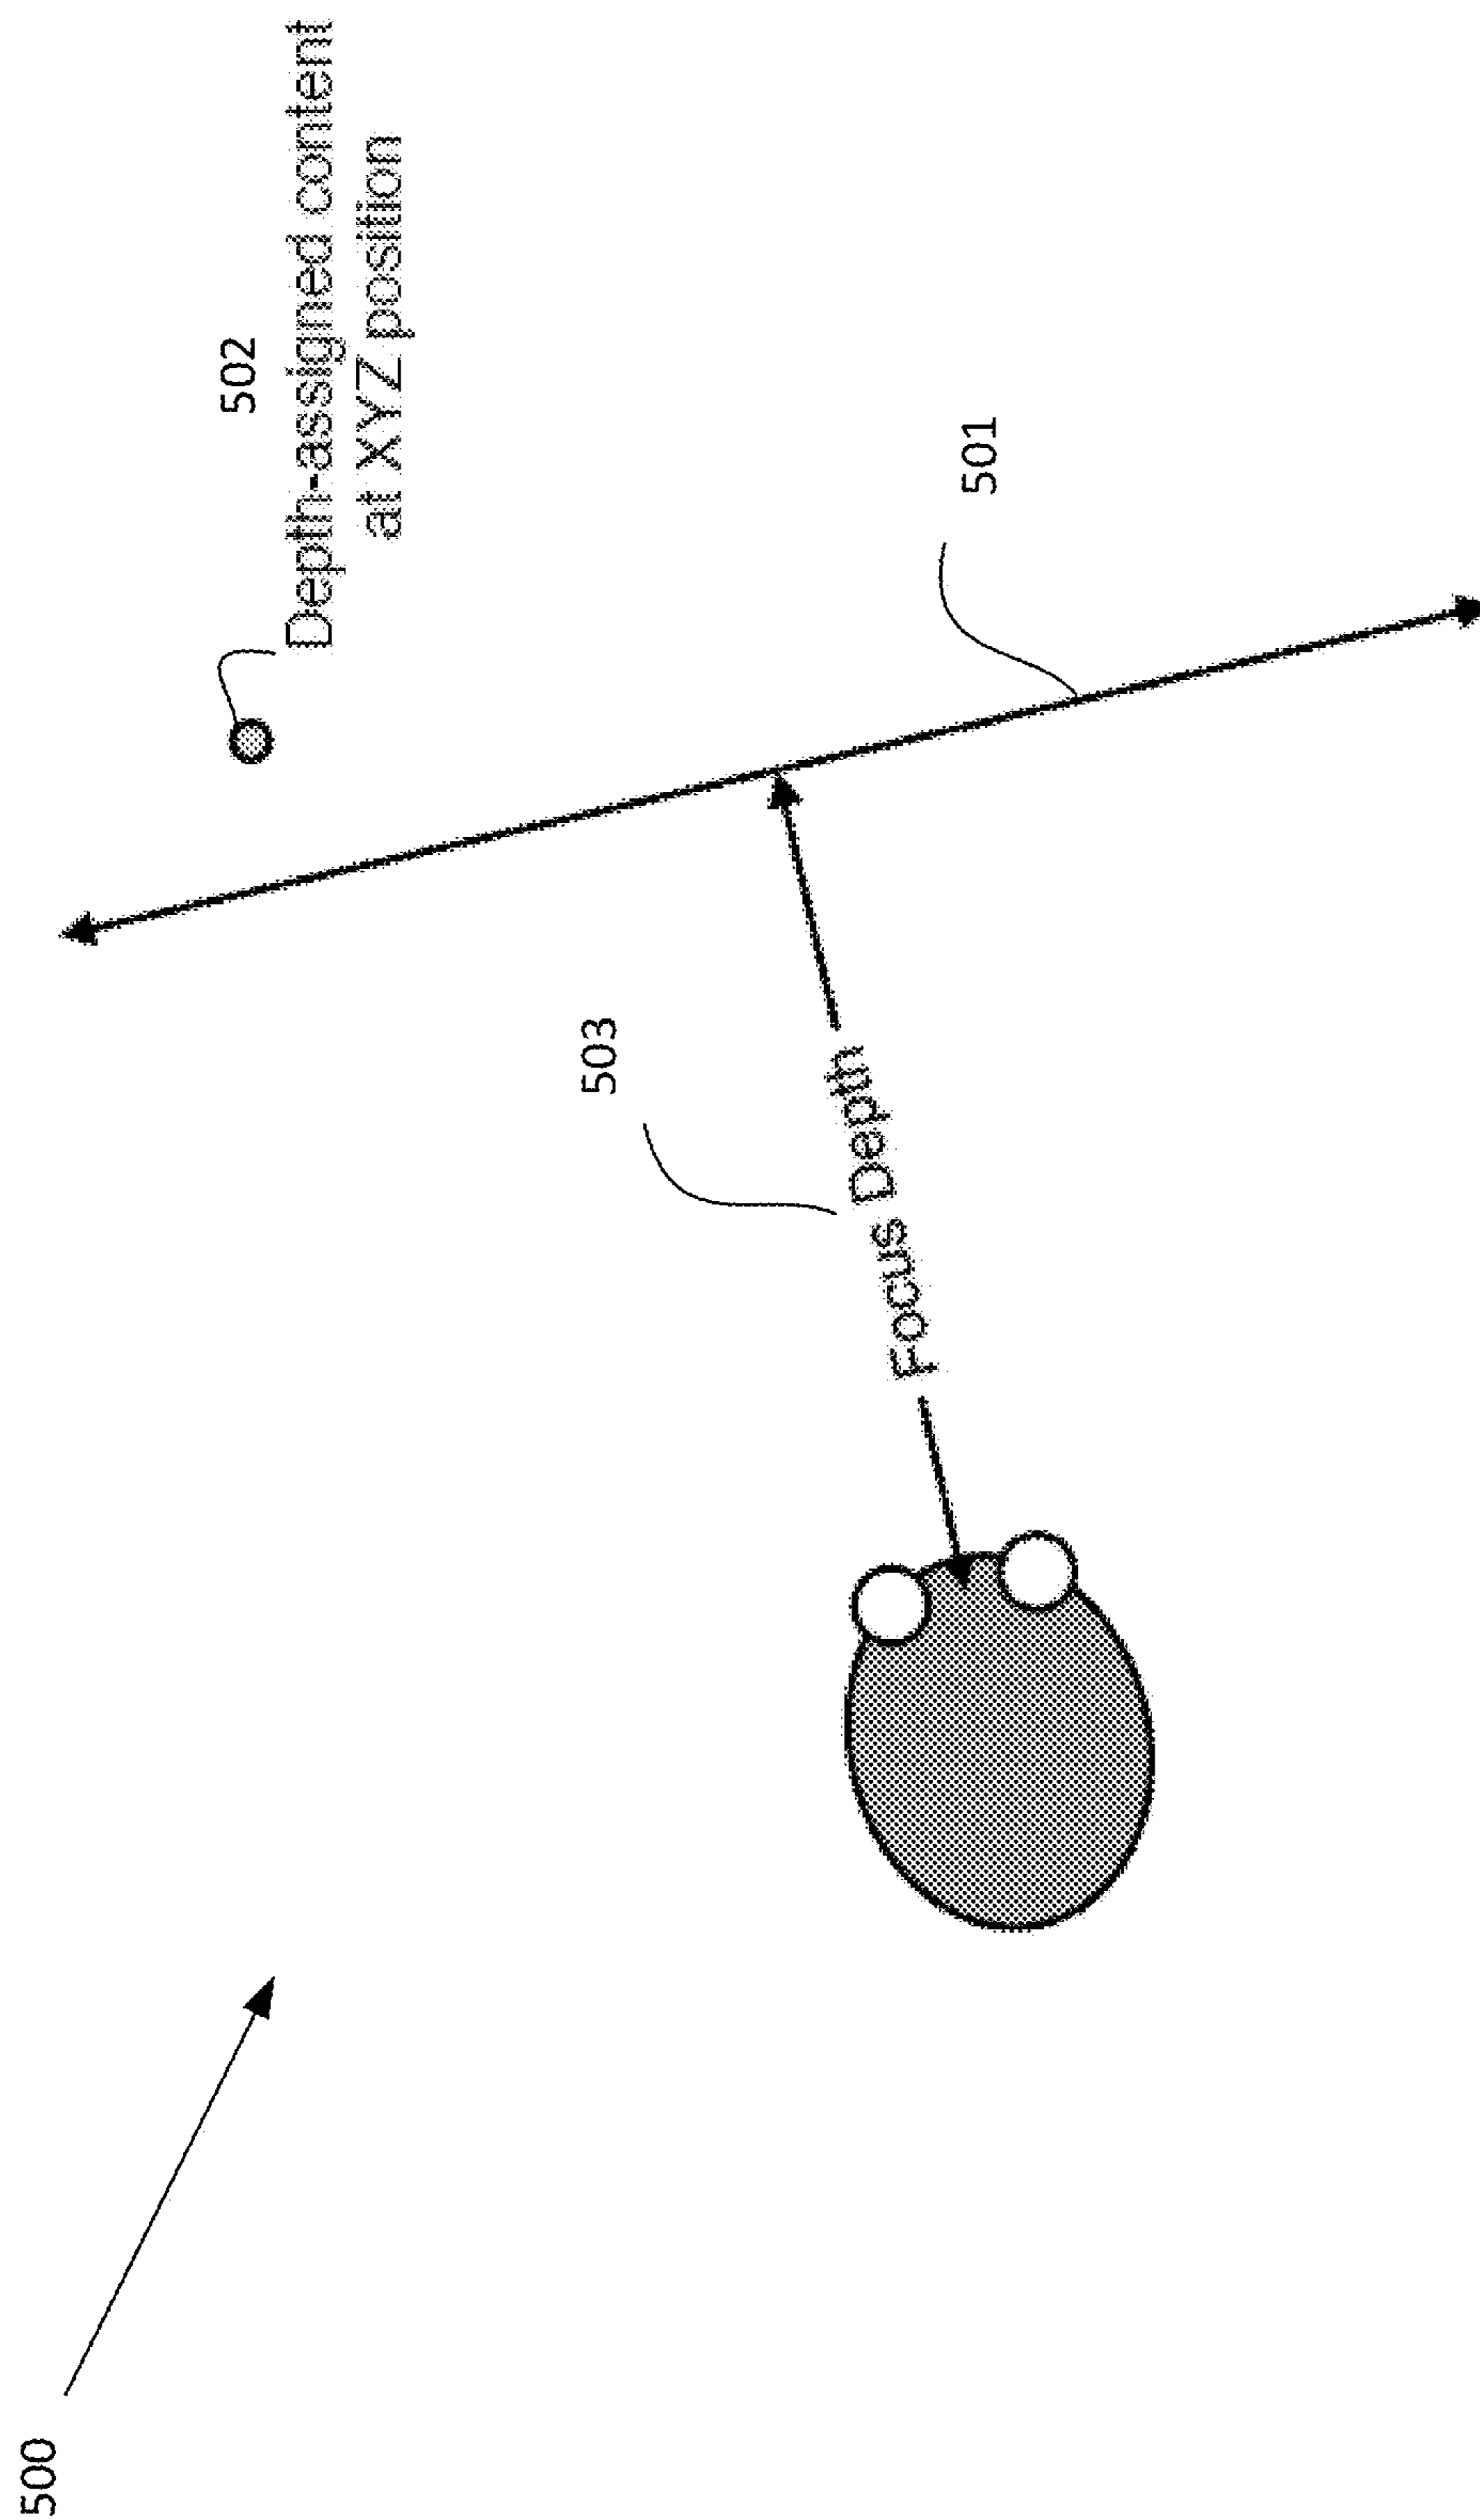 500
502
Depth-assigned content
at XYZ position
503
Focus Depth
501